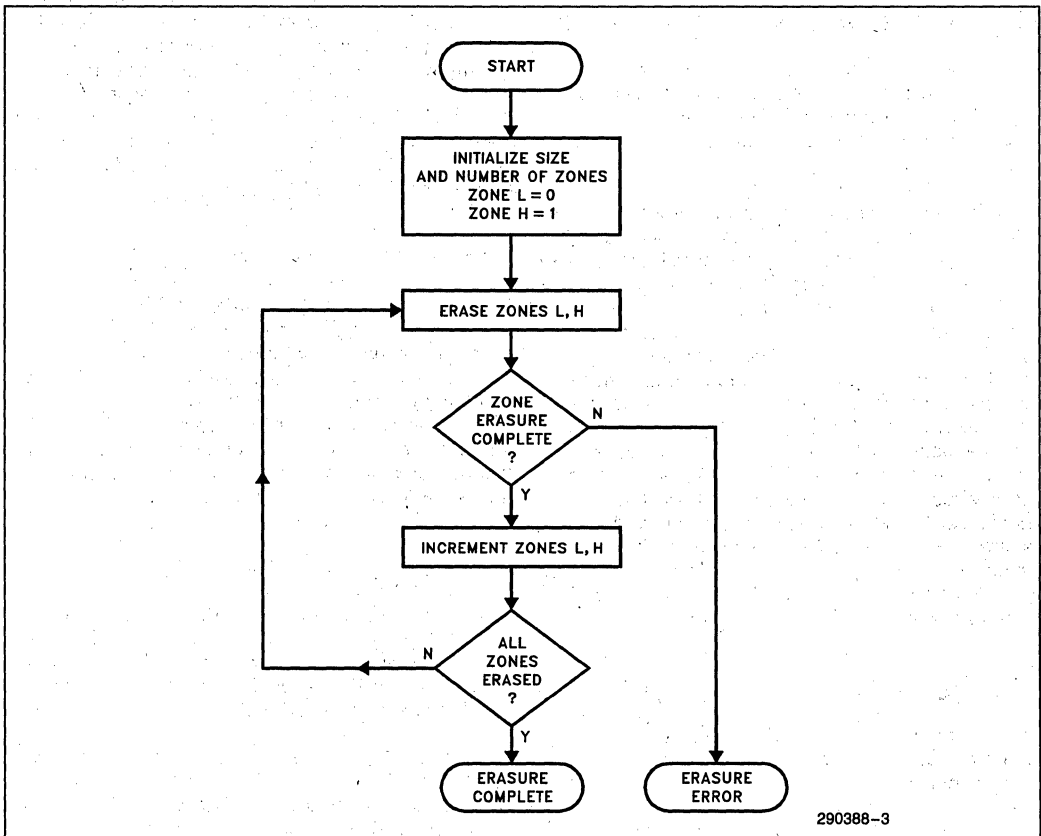 START
INITIALIZE SIZE
AND NUMBER OF ZONES
ZONE L = 0
ZONE H = 1
ERASE ZONES L, H
ZONE
ERASURE
COMPLETE
?
N
Y
INCREMENT ZONES L, H
ALL
ZONES
ERASED
?
N
Y
ERASURE
COMPLETE
ERASURE
ERROR
290388-3